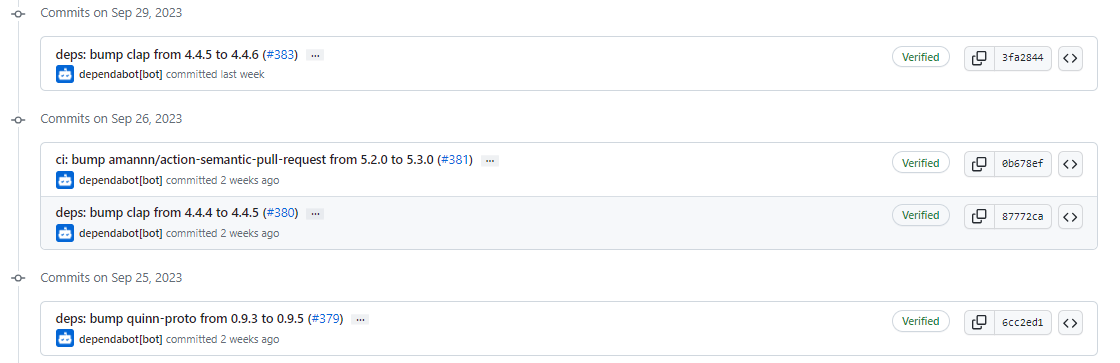 Commits on Sep 29, 2023
deps: bump clap from 4.4.5 to 4.4.6 (#383) ...
Verified
3fa2844
dependabot[bot] committed last week
Commits on Sep 26, 2023
ci: bump amannn/action-semantic-pull-request from 5.2.0 to 5.3.0 (#381) ...
Verified
0b678ef
dependabot[bot] committed 2 weeks ago
deps: bump clap from 4.4.4 to 4.4.5 (#380) ...
Verified
87772ca
dependabot[bot] committed 2 weeks ago
Commits on Sep 25, 2023
deps: bump quinn-proto from 0.9.3 to 0.9.5 (#379) ...
Verified
6cc2ed1
dependabot[bot] committed 2 weeks ago